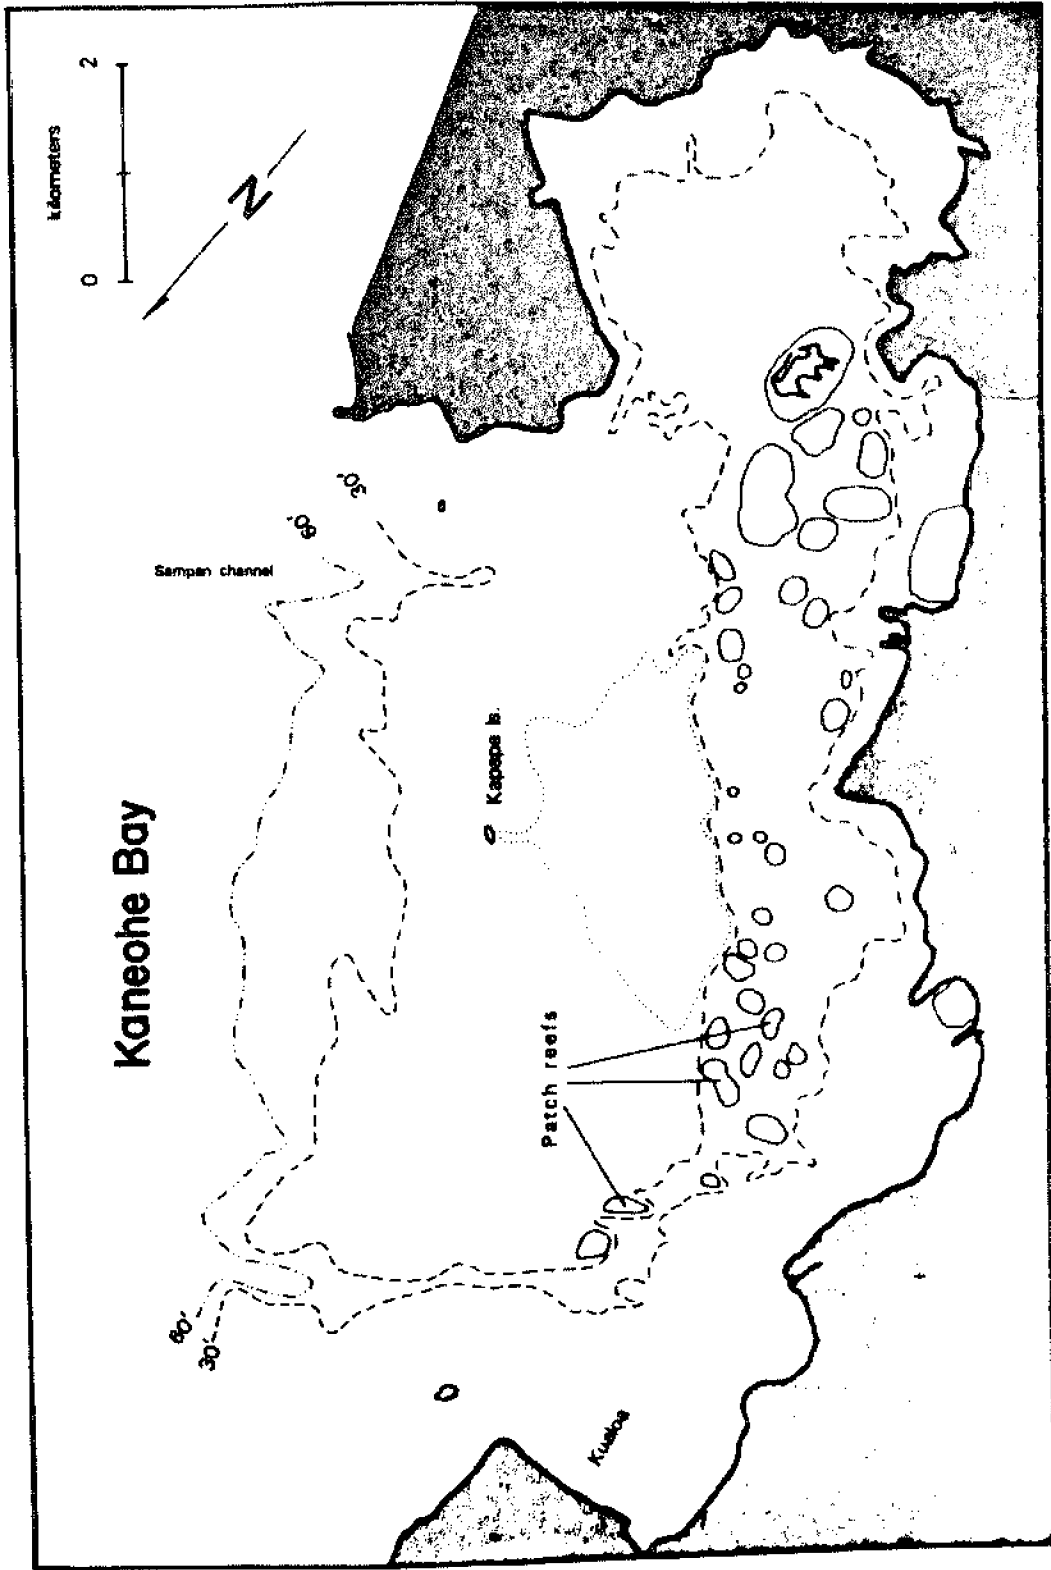 Kaneohe Bay
kilometers
0 2
N
60'
30'
Sampan channel
Kapapa Is.
Patch reefs
60'
30'
Kualoa